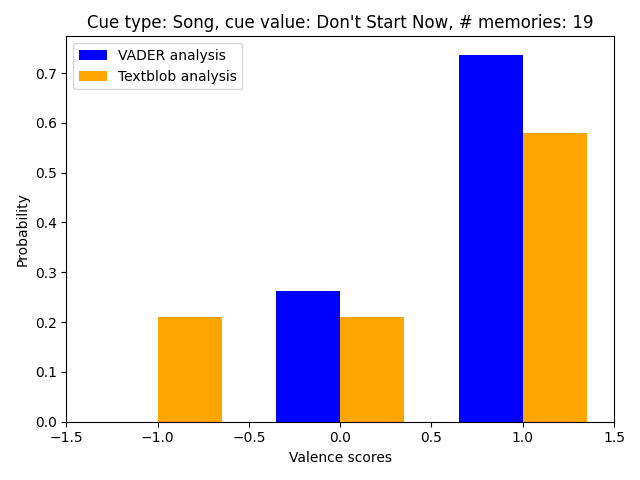 Cue type: Song, cue value: Don't Start Now, # memories: 19
VADER analysis
Textblob analysis
0.7
0.6
0.5
0.4
0.3
0.2
0.1
0.0
Probability
−1.5 −1.0 −0.5 0.0 0.5 1.0 1.5
Valence scores